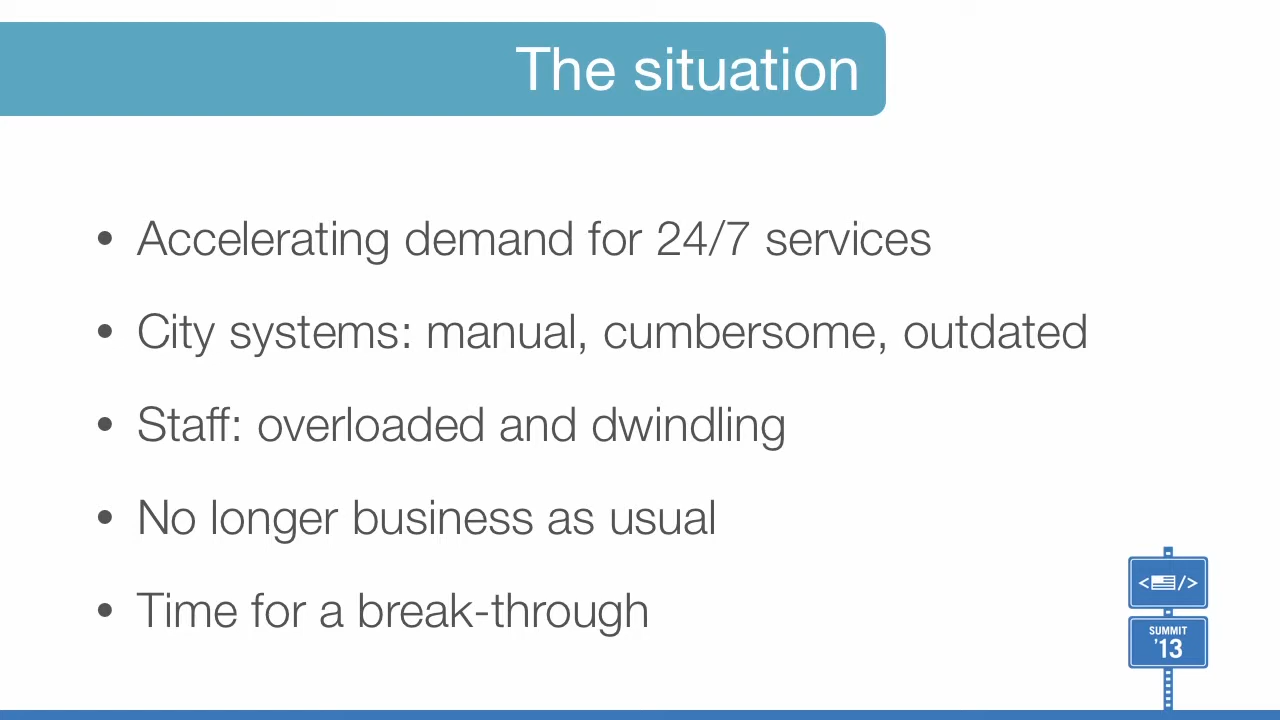 The situation
• Accelerating demand for 24/7 services
• City systems: manual, cumbersome, outdated
• Staff: overloaded and dwindling
• No longer business as usual
• Time for a break-through
< />
SUMMIT
'13